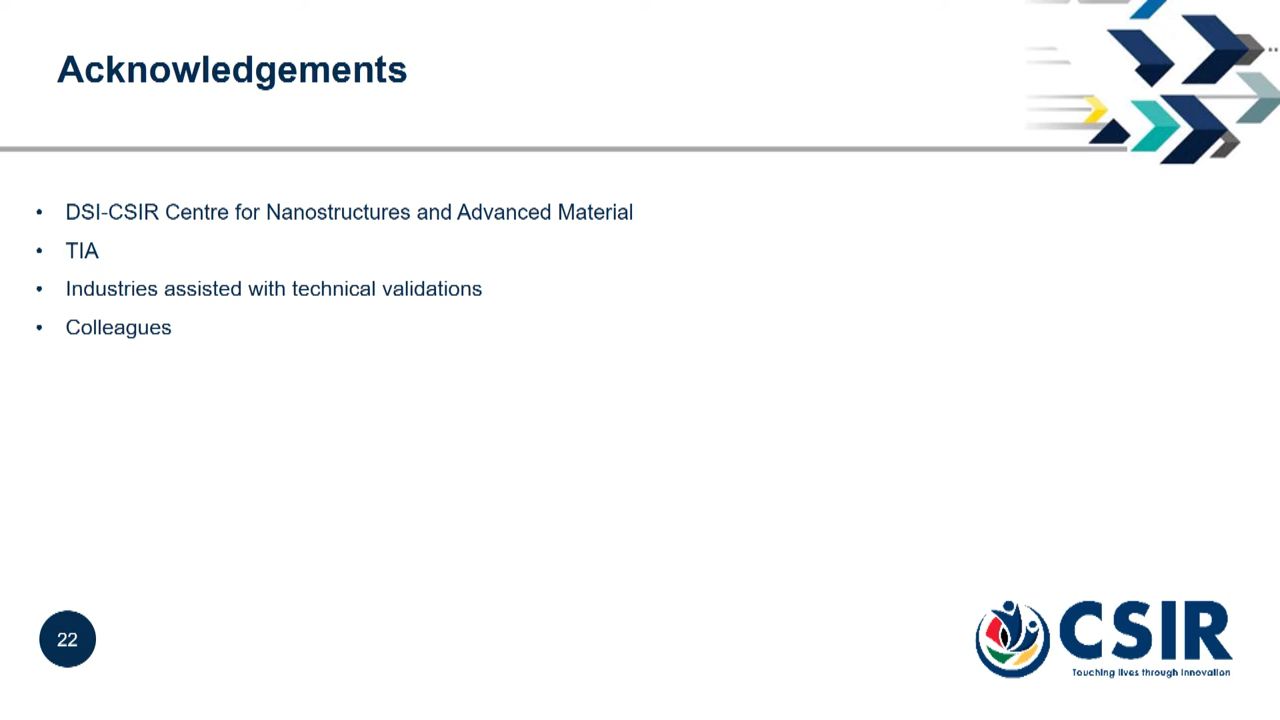 Acknowledgements
• DSI-CSIR Centre for Nanostructures and Advanced Material
• TIA
• Industries assisted with technical validations
• Colleagues
22
CSIR
Touching lives through innovation